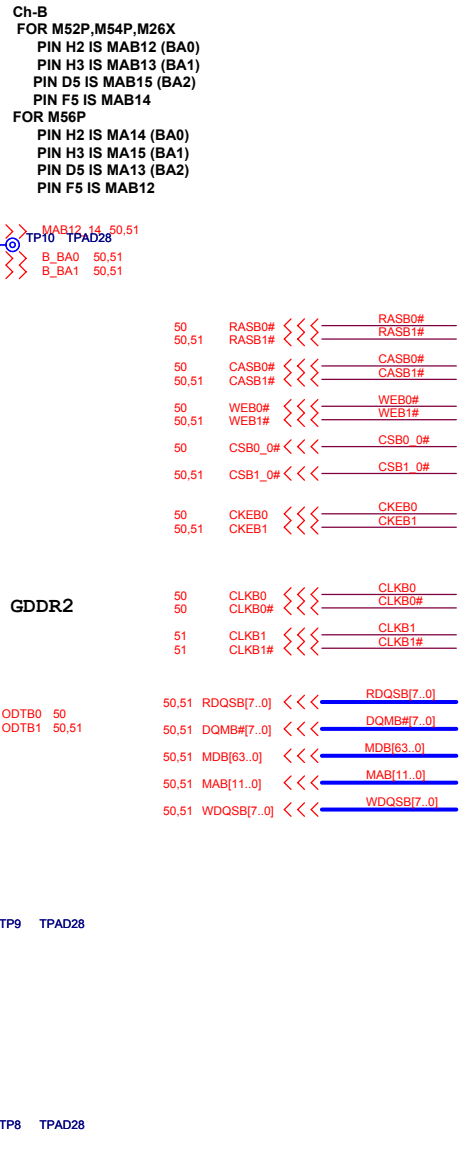 Ch-B
FOR M52P,M54P,M26X
PIN H2 IS MAB12 (BA0)
PIN H3 IS MAB13 (BA1)
PIN D5 IS MAB15 (BA2)
PIN F5 IS MAB14
FOR M56P
PIN H2 IS MA14 (BA0)
PIN H3 IS MA15 (BA1)
PIN D5 IS MA13 (BA2)
PIN F5 IS MAB12
MAB12_14 50,51
TP10 TPAD28
B_BA0 50,51
B_BA1 50,51
50 RASB0# RASB0#
50,51 RASB1# RASB1#
50 CASB0# CASB0#
50,51 CASB1# CASB1#
50 WEB0# WEB0#
50,51 WEB1# WEB1#
50 CSB0_0# CSB0_0#
50,51 CSB1_0# CSB1_0#
50 CKEB0 CKEB0
50,51 CKEB1 CKEB1
GDDR2
50 CLKB0 CLKB0
50 CLKB0# CLKB0#
51 CLKB1 CLKB1
51 CLKB1# CLKB1#
ODTB0 50
ODTB1 50,51
50,51 RDQSB[7..0] RDQSB[7..0]
50,51 DQMB#[7..0] DQMB#[7..0]
50,51 MDB[63..0] MDB[63..0]
50,51 MAB[11..0] MAB[11..0]
50,51 WDQSB[7..0] WDQSB[7..0]
TP9 TPAD28
TP8 TPAD28